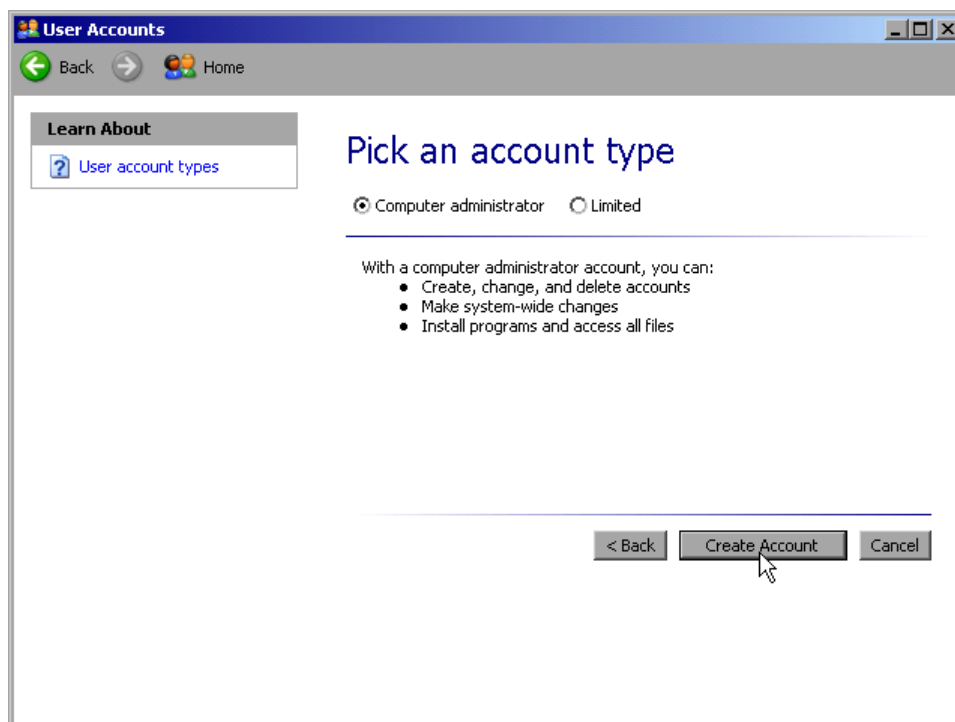 User Accounts
Back Home
Learn About
User account types
Pick an account type
Computer administrator Limited
With a computer administrator account, you can:
Create, change, and delete accounts
Make system-wide changes
Install programs and access all files
< Back Create Account Cancel